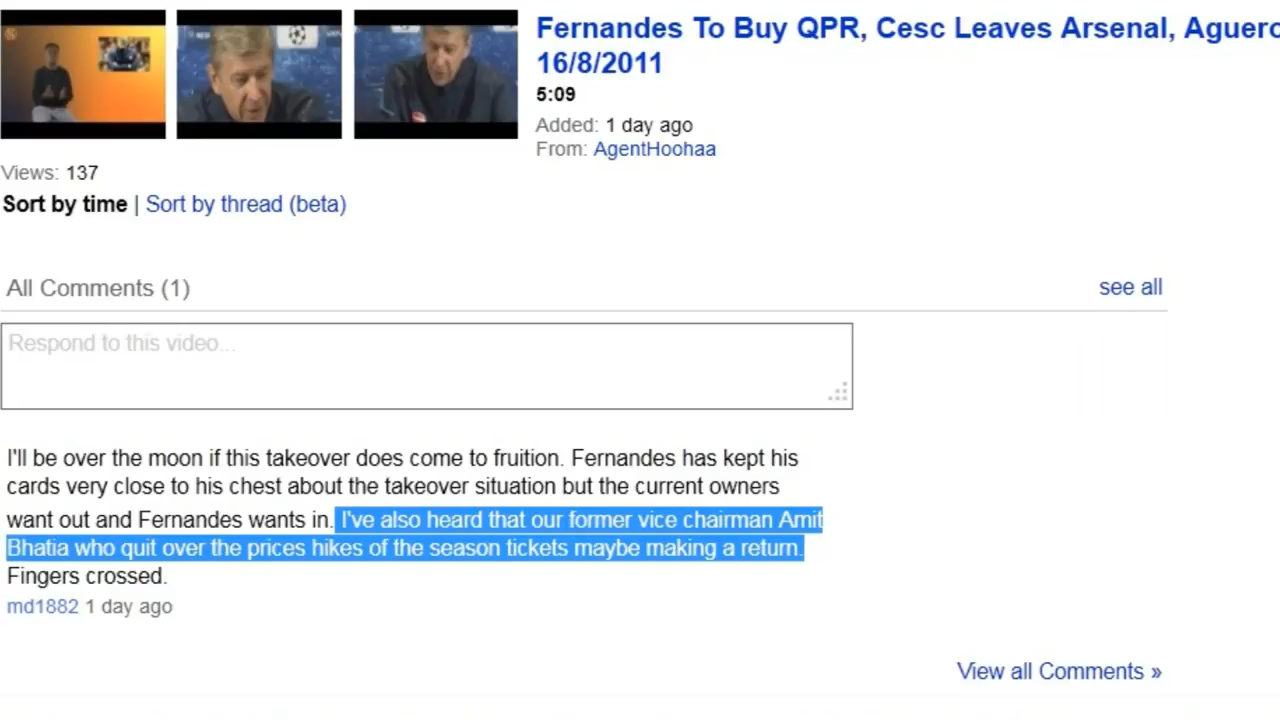 Fernandes To Buy QPR, Cesc Leaves Arsenal, Aguero
16/8/2011
5:09
Added: 1 day ago
From: AgentHoohaa
Views: 137
Sort by time | Sort by thread (beta)
All Comments (1)
see all
Respond to this video...
I'll be over the moon if this takeover does come to fruition. Fernandes has kept his
cards very close to his chest about the takeover situation but the current owners
want out and Fernandes wants in. I've also heard that our former vice chairman Amit
Bhatia who quit over the prices hikes of the season tickets maybe making a return.
Fingers crossed.
md1882 1 day ago
View all Comments »